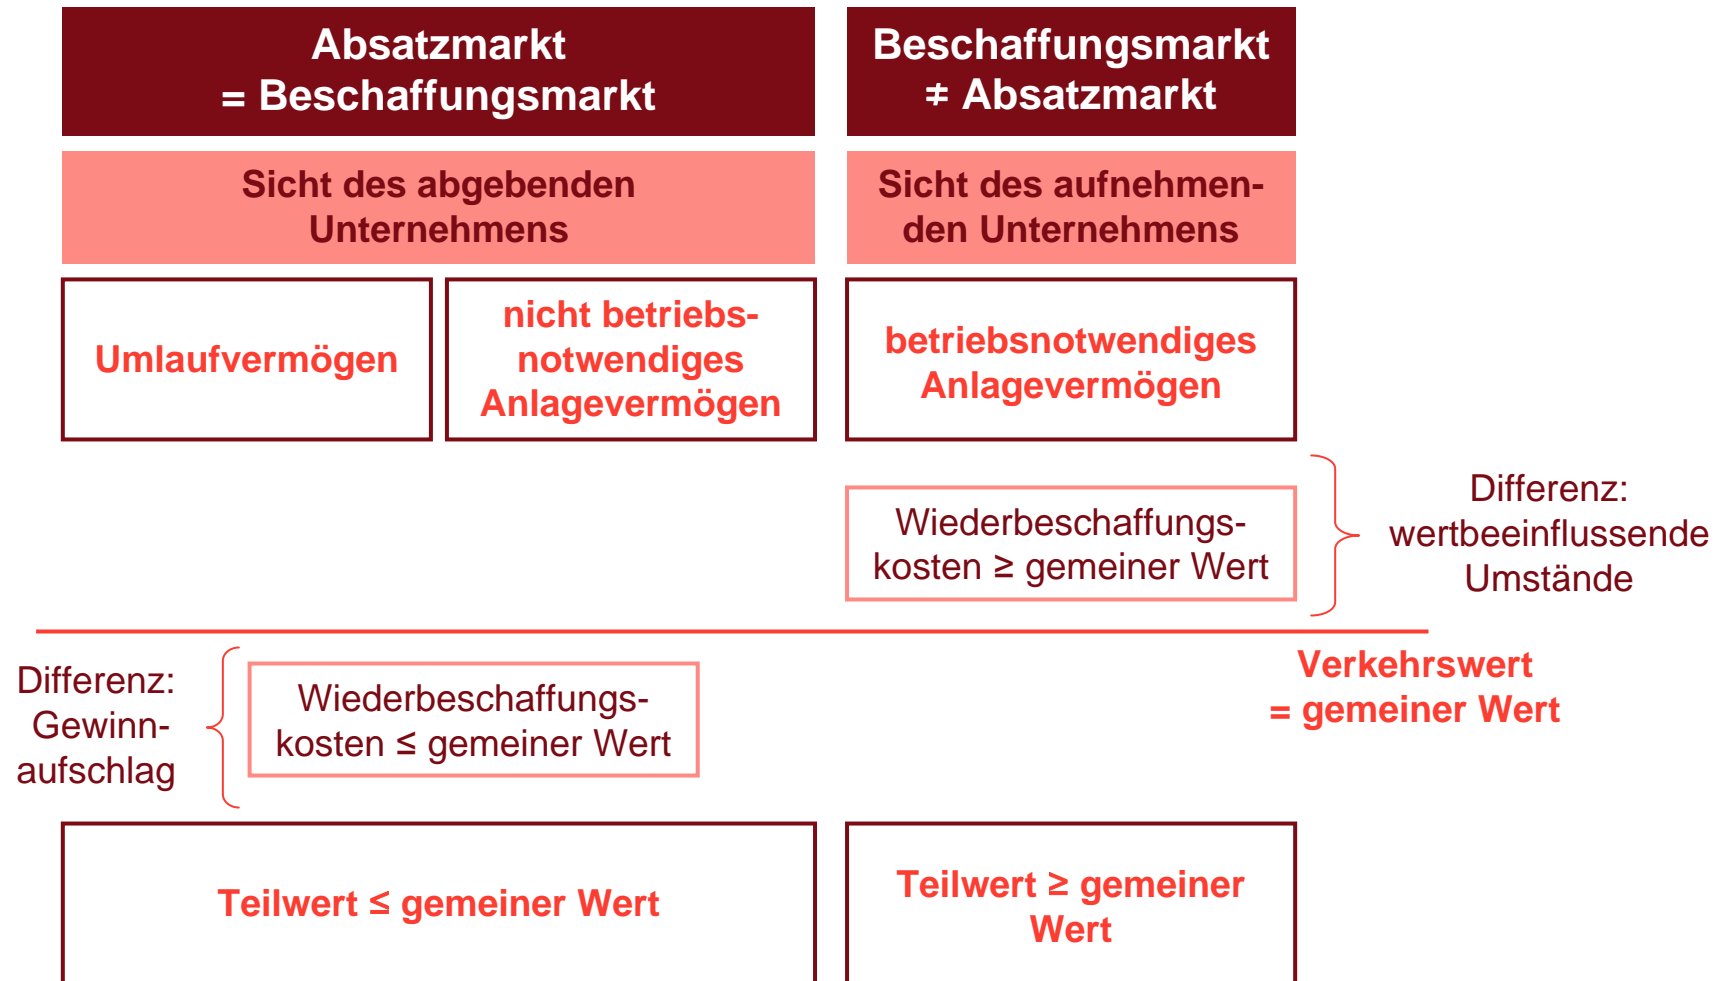 Absatzmarkt
= Beschaffungsmarkt
Beschaffungsmarkt
≠ Absatzmarkt
Sicht des abgebenden
Unternehmens
Sicht des aufnehmen-
den Unternehmens
Umlaufvermögen
nicht betriebs-
notwendiges
Anlagevermögen
betriebsnotwendiges
Anlagevermögen
Wiederbeschaffungs-
kosten ≥ gemeiner Wert
Differenz:
wertbeeinflussende
Umstände
Differenz:
Gewinn-
aufschlag
Wiederbeschaffungs-
kosten ≤ gemeiner Wert
Verkehrswert
= gemeiner Wert
Teilwert ≤ gemeiner Wert
Teilwert ≥ gemeiner
Wert